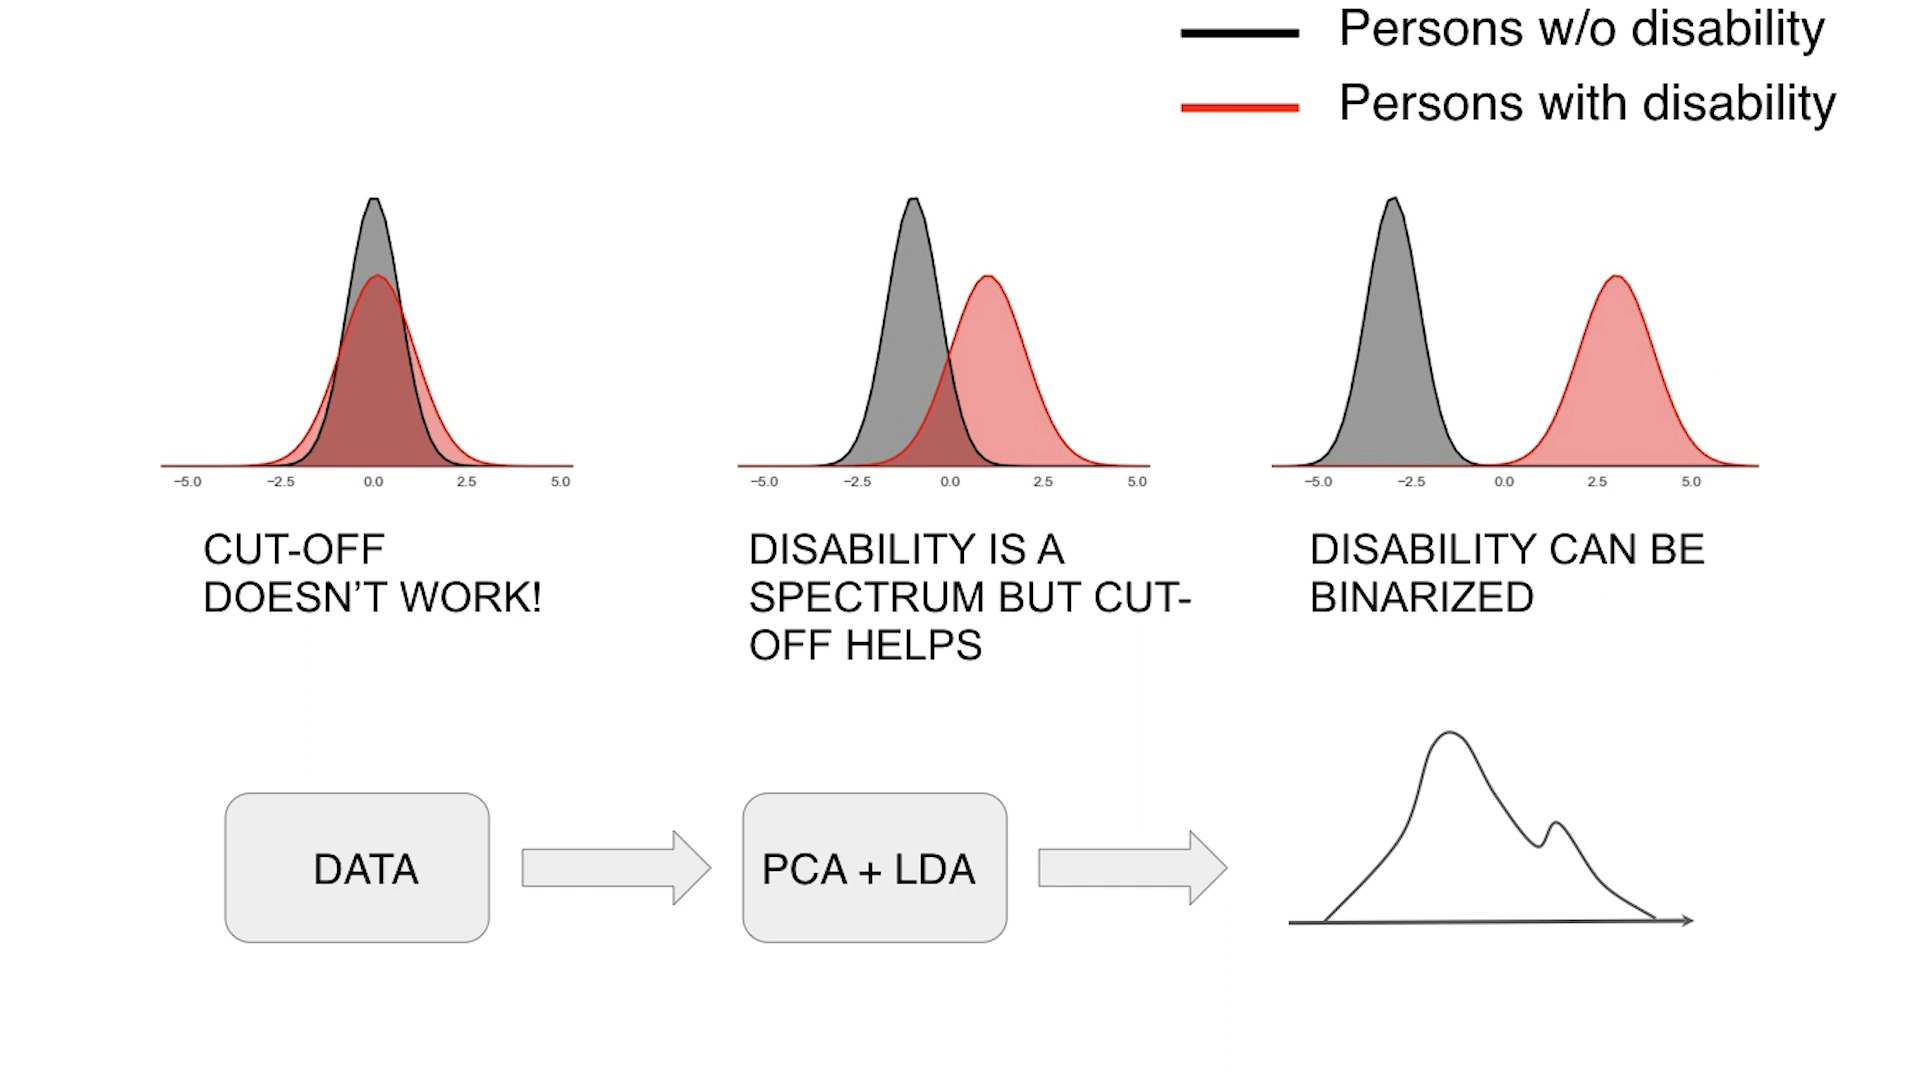 Persons w/o disability
Persons with disability
−5.0 −2.5 0.0 2.5 5.0
−5.0 −2.5 0.0 2.5 5.0
−5.0 −2.5 0.0 2.5 5.0
CUT-OFF
DOESN’T WORK!
DISABILITY IS A
SPECTRUM BUT CUT-
OFF HELPS
DISABILITY CAN BE
BINARIZED
DATA
PCA + LDA